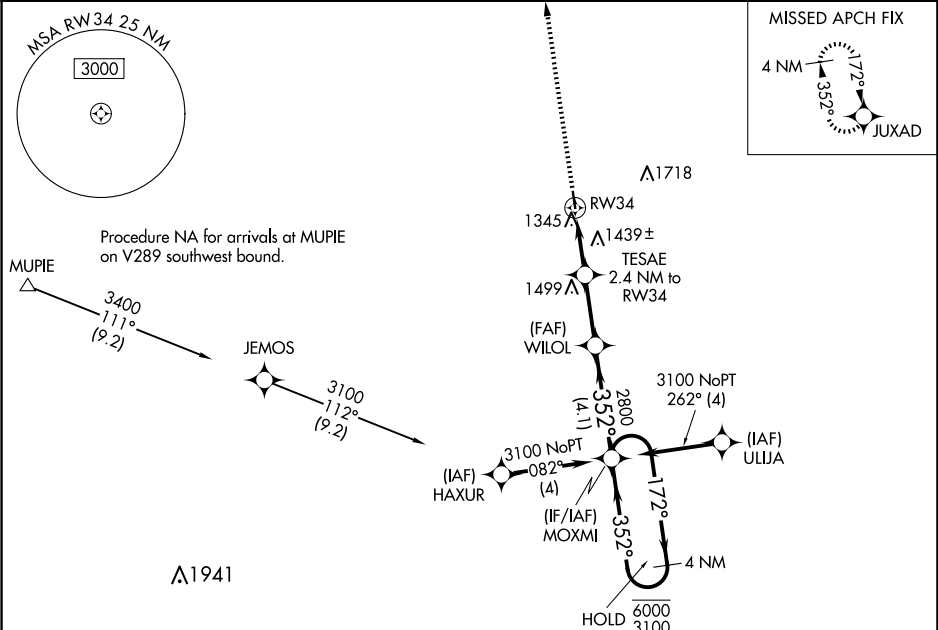 MSA RW34 25 NM
3000
MISSED APCH FIX
4 NM
172°
352°
JUXAD
1718
RW34
1345
1439±
Procedure NA for arrivals at MUPIE
on V289 southwest bound.
TESAE
2.4 NM to
RW34
1499
MUPIE
3400
111°
(9.2)
(FAF)
WILOL
JEMOS
3100
112°
(9.2)
2800
352°
(4.1)
3100 NoPT
262° (4)
(IAF)
ULIJA
3100 NoPT
082°
(4)
(IAF)
HAXUR
(IF/IAF)
MOXMI
172°
352°
4 NM
1941
HOLD
6000
3100